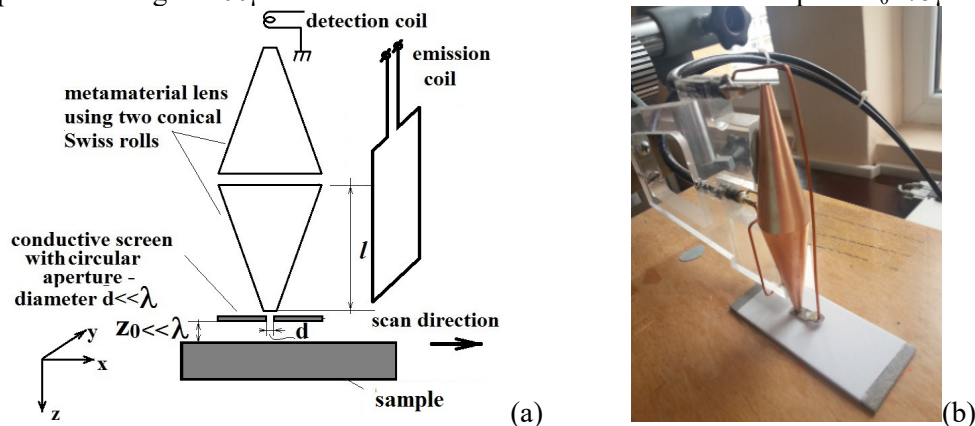 detection coil
emission
coil
metamaterial lens
using two conical
Swiss rolls
l
conductive screen
with circular
aperture -
diameter d<<λ
z0<<λ
d
scan direction
y
x
z
sample
(a)
(b)